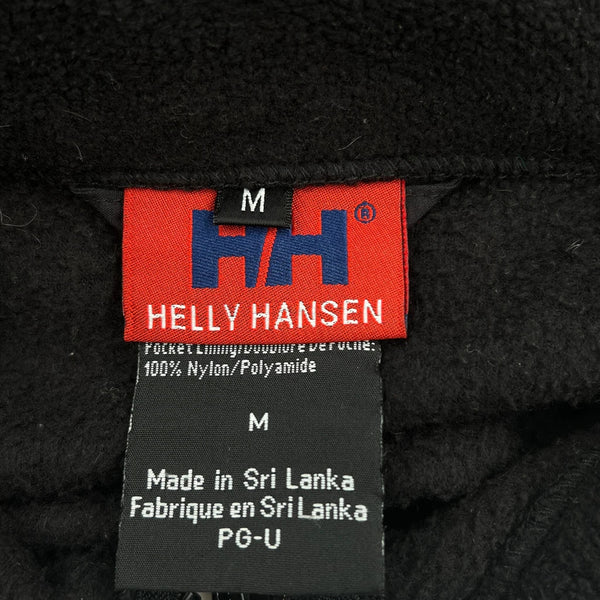 M
HH®
HELLY HANSEN
Pocket Lining/Doublure De Poche:
100% Nylon/Polyamide
M
Made in Sri Lanka
Fabrique en Sri Lanka
PG-U